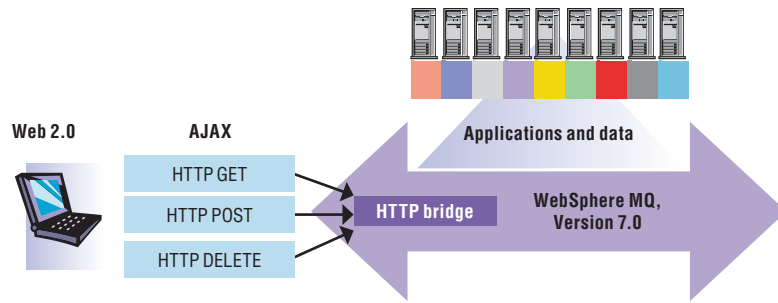 Web 2.0
AJAX
Applications and data
HTTP GET
HTTP POST
HTTP DELETE
HTTP bridge
WebSphere MQ,
Version 7.0